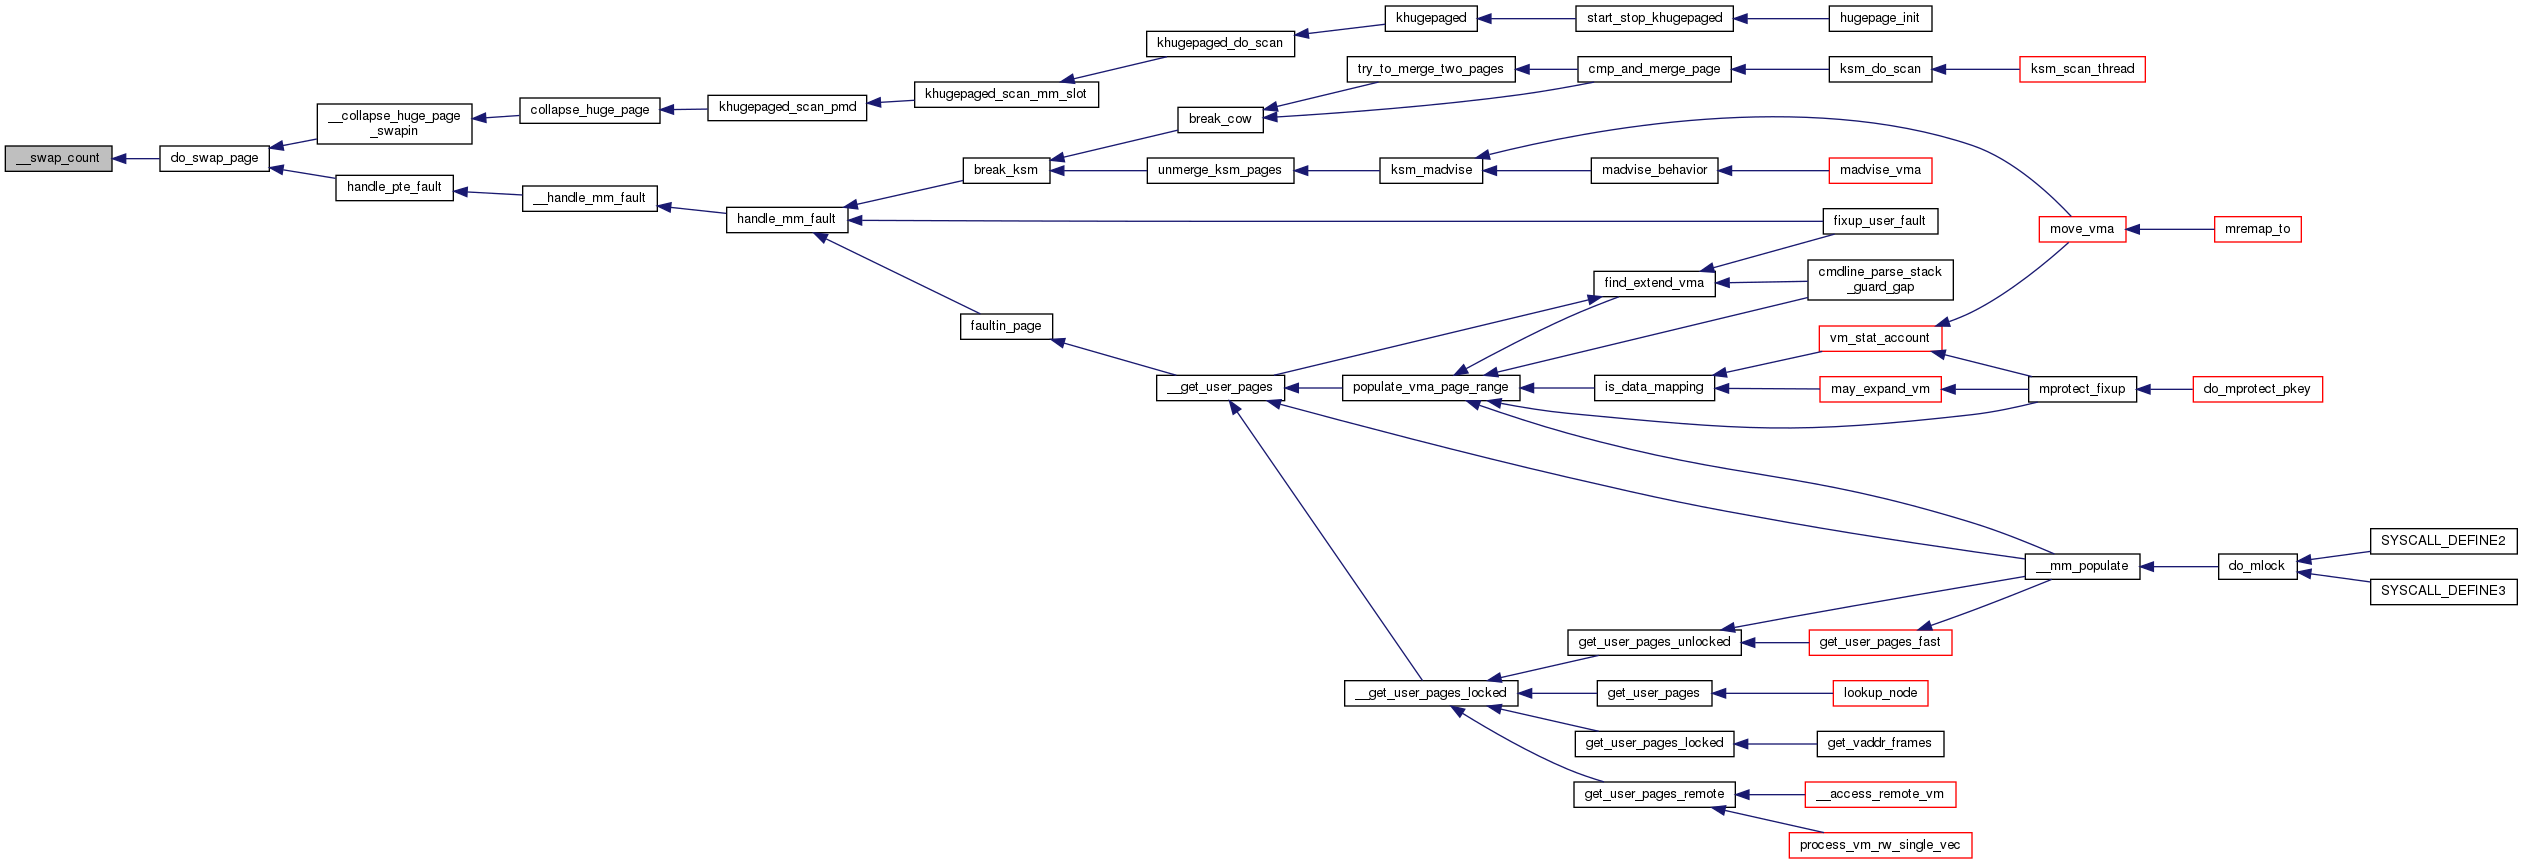 khugepaged
start_stop_khugepaged
hugepage_init
khugepaged_do_scan
try_to_merge_two_pages
cmp_and_merge_page
ksm_do_scan
ksm_scan_thread
khugepaged_scan_mm_slot
khugepaged_scan_pmd
collapse_huge_page
__collapse_huge_page
_swapin
break_cow
__swap_count
do_swap_page
break_ksm
unmerge_ksm_pages
ksm_madvise
madvise_behavior
madvise_vma
handle_pte_fault
__handle_mm_fault
handle_mm_fault
fixup_user_fault
move_vma
mremap_to
find_extend_vma
cmdline_parse_stack
_guard_gap
faultin_page
vm_stat_account
__get_user_pages
populate_vma_page_range
is_data_mapping
may_expand_vm
mprotect_fixup
do_mprotect_pkey
SYSCALL_DEFINE2
__mm_populate
do_mlock
SYSCALL_DEFINE3
get_user_pages_unlocked
get_user_pages_fast
__get_user_pages_locked
get_user_pages
lookup_node
get_user_pages_locked
get_vaddr_frames
get_user_pages_remote
__access_remote_vm
process_vm_rw_single_vec